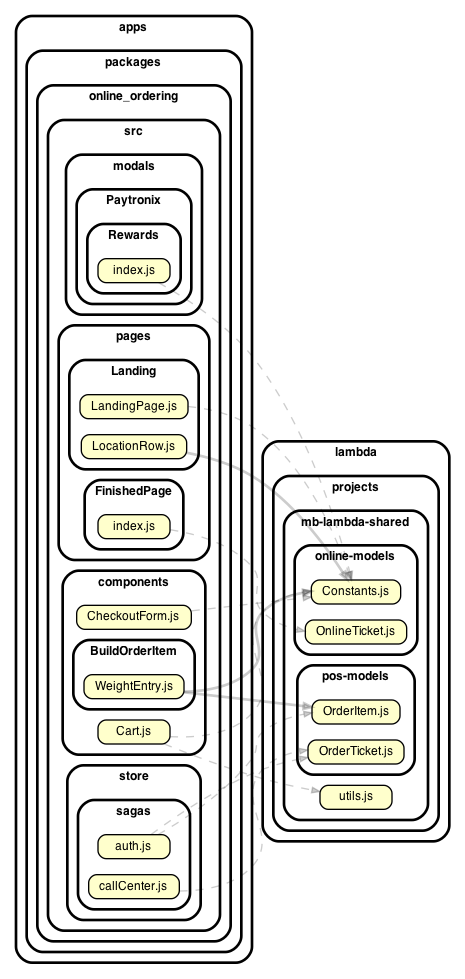 apps
packages
online_ordering
src
modals
Paytronix
Rewards
index.js
pages
Landing
LandingPage.js
LocationRow.js
FinishedPage
index.js
components
CheckoutForm.js
BuildOrderItem
WeightEntry.js
Cart.js
store
sagas
auth.js
callCenter.js
lambda
projects
mb-lambda-shared
online-models
Constants.js
OnlineTicket.js
pos-models
OrderItem.js
OrderTicket.js
utils.js